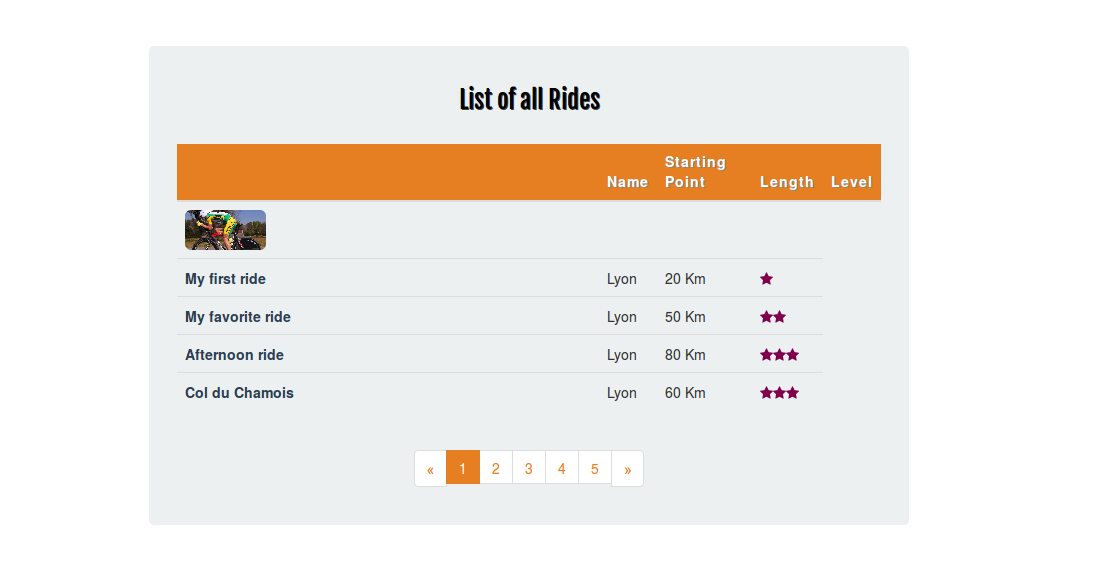 List of all Rides
Name Starting Point Length Level
My first ride Lyon 20 Km
My favorite ride Lyon 50 Km
Afternoon ride Lyon 80 Km
Col du Chamois Lyon 60 Km
« 1 2 3 4 5 »